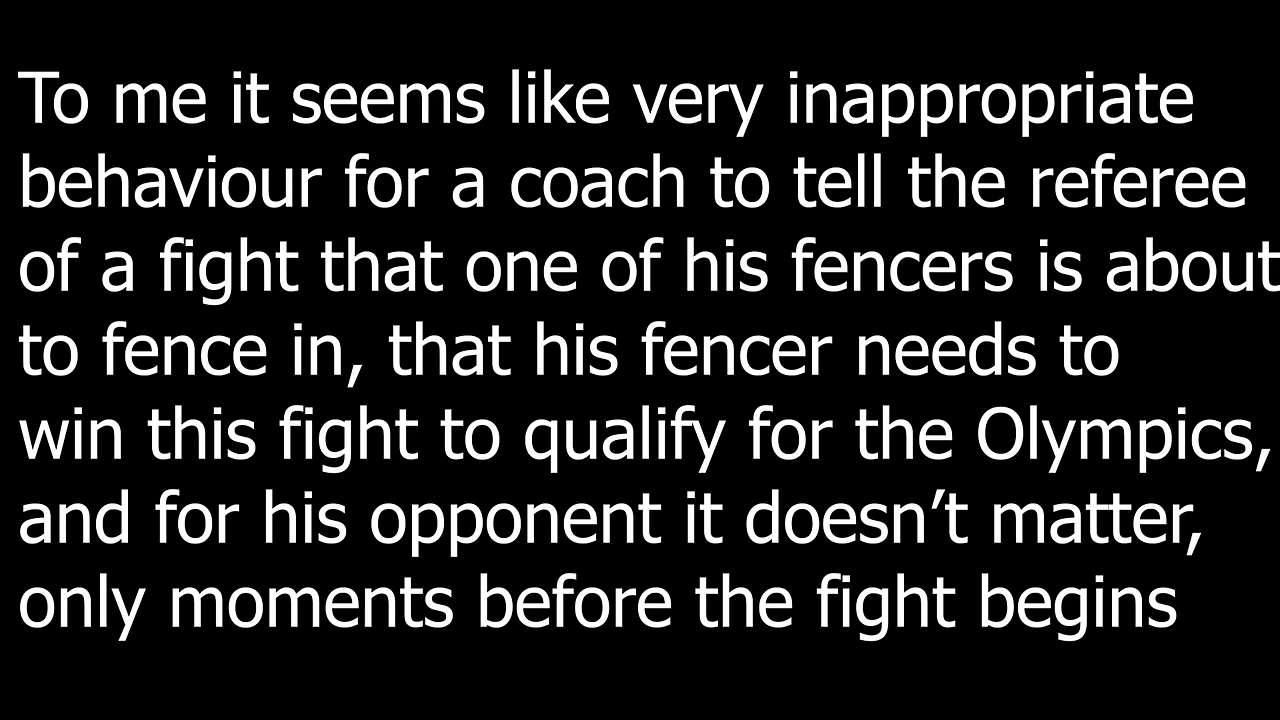 To me it seems like very inappropriate
behaviour for a coach to tell the referee
of a fight that one of his fencers is about
to fence in, that his fencer needs to
win this fight to qualify for the Olympics,
and for his opponent it doesn’t matter,
only moments before the fight begins